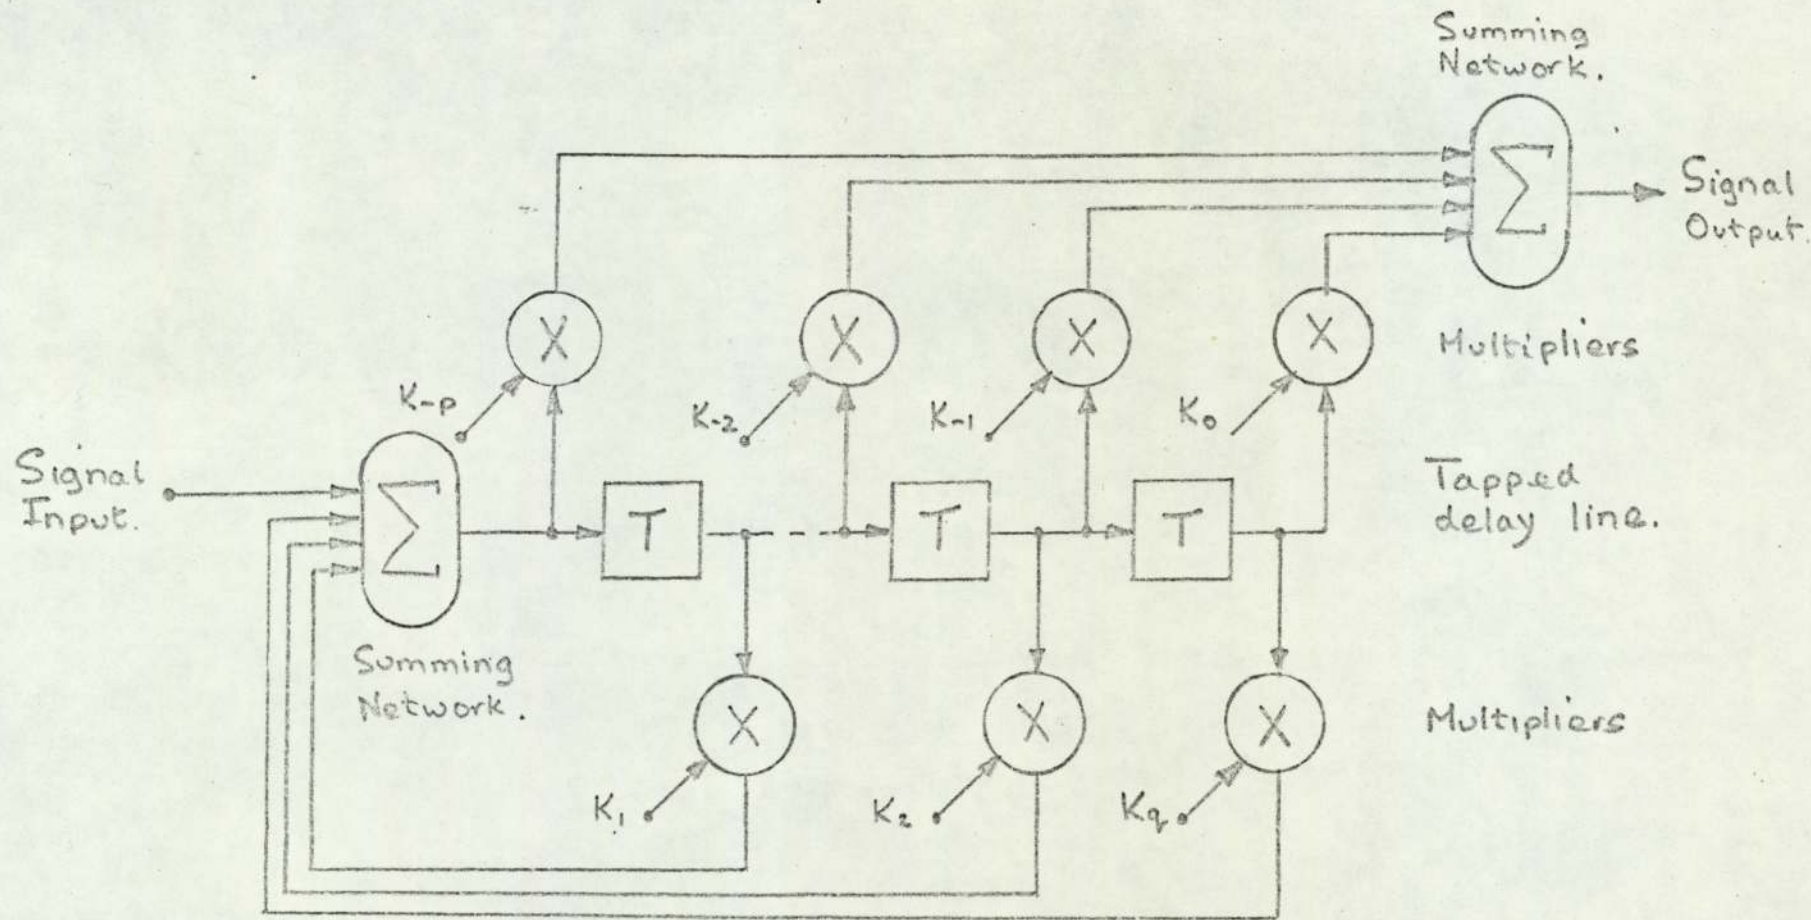 Summing
Network.
Σ
Signal
Output.
X
X
X
X
Multipliers
K-p
K-2
K-1
K0
Signal
Input.
Σ
T
T
T
Tapped
delay line.
Summing
Network.
X
X
X
Multipliers
K1
K2
Kq